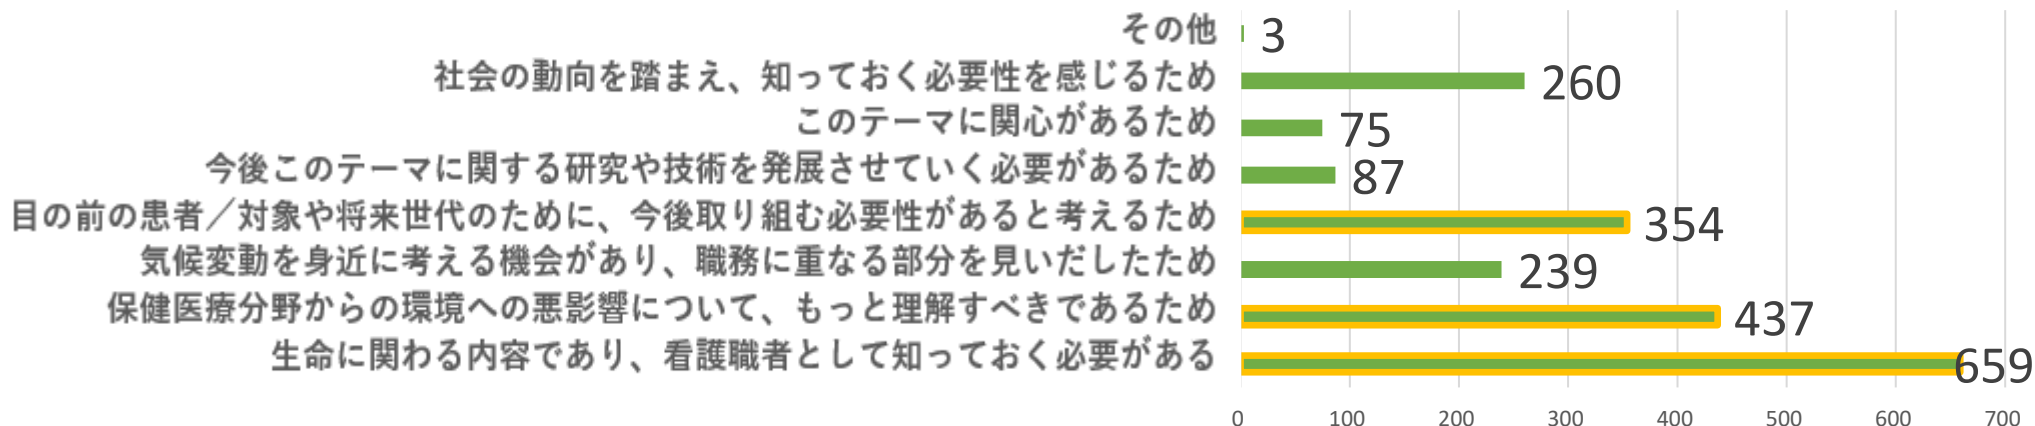 その他 3
社会の動向を踏まえ、知っておく必要性を感じるため 260
このテーマに関心があるため 75
今後このテーマに関する研究や技術を発展させていく必要があるため 87
目の前の患者／対象や将来世代のために、今後取り組む必要性があると考えるため 354
気候変動を身近に考える機会があり、職務に重なる部分を見いだしたため 239
保健医療分野からの環境への悪影響について、もっと理解すべきであるため 437
生命に関わる内容であり、看護職者として知っておく必要がある 659
0 100 200 300 400 500 600 700